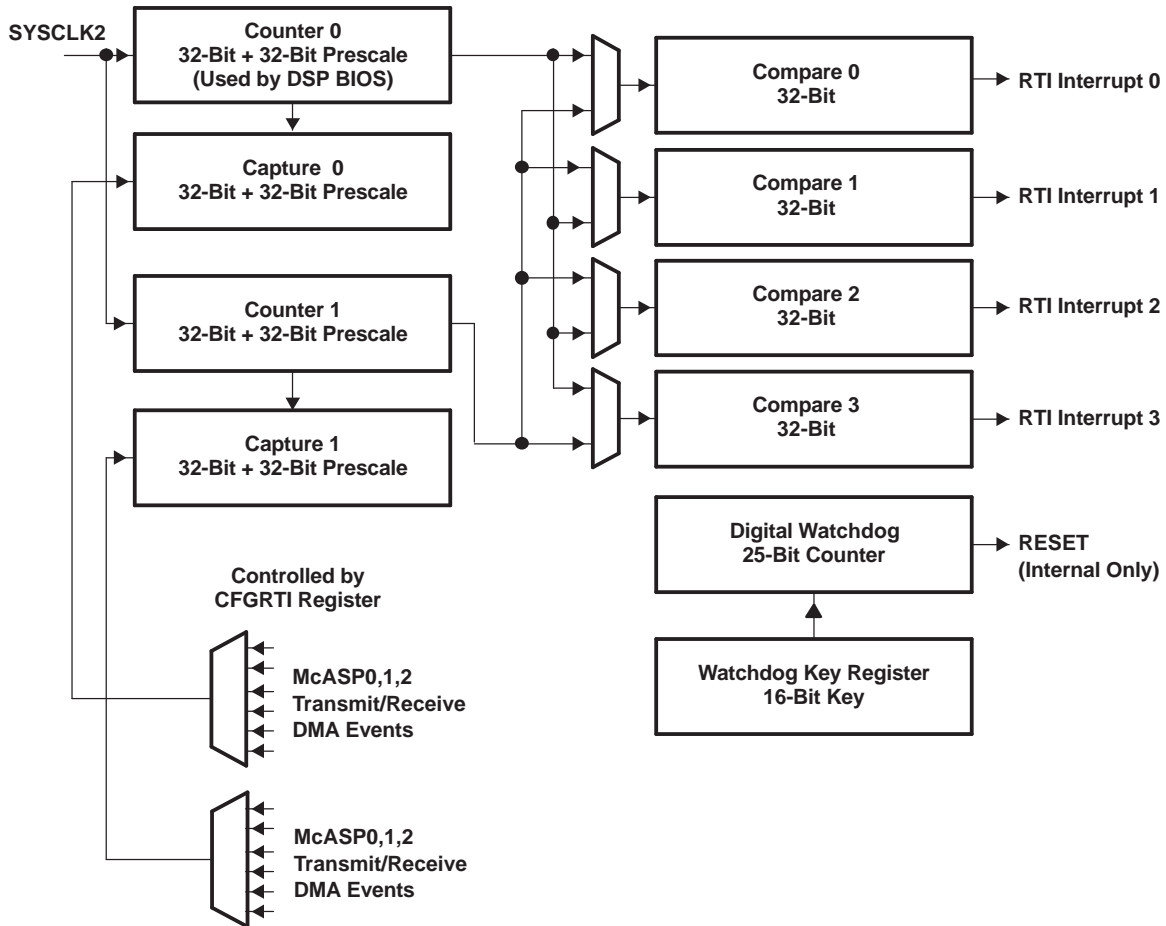 SYSCLK2
Counter 0
32-Bit + 32-Bit Prescale
(Used by DSP BIOS)
Capture 0
32-Bit + 32-Bit Prescale
Counter 1
32-Bit + 32-Bit Prescale
Capture 1
32-Bit + 32-Bit Prescale
Compare 0
32-Bit
RTI Interrupt 0
Compare 1
32-Bit
RTI Interrupt 1
Compare 2
32-Bit
RTI Interrupt 2
Compare 3
32-Bit
RTI Interrupt 3
Digital Watchdog
25-Bit Counter
RESET
(Internal Only)
Watchdog Key Register
16-Bit Key
Controlled by
CFGRTI Register
McASP0,1,2
Transmit/Receive
DMA Events
McASP0,1,2
Transmit/Receive
DMA Events